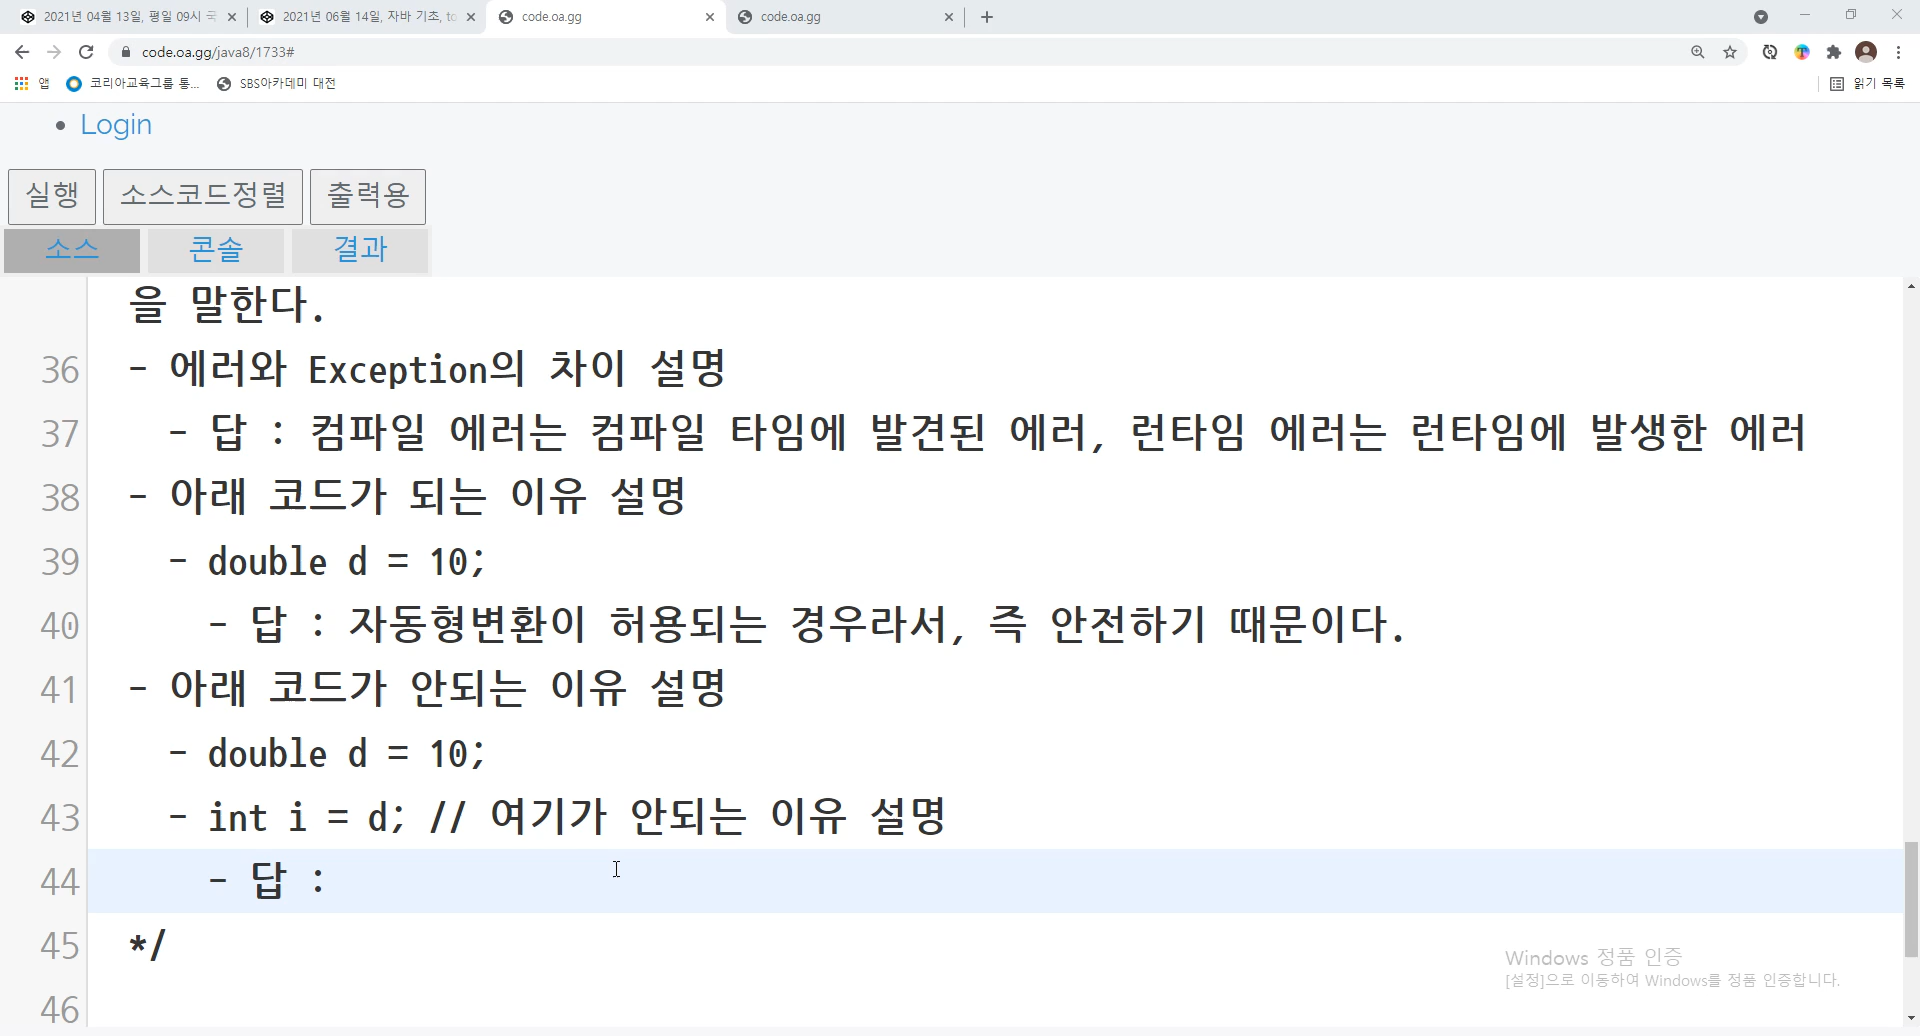 2021년 04월 13일, 평일 09시 국
2021년 06월 14일, 자바 기초, to
code.oa.gg
code.oa.gg
code.oa.gg/java8/1733#
앱
코리아교육그룹 통...
SBS아카데미 대전
읽기 목록
Login
실행
소스코드정렬
출력용
소스
콘솔
결과
을 말한다.
36 - 에러와 Exception의 차이 설명
37 - 답 : 컴파일 에러는 컴파일 타임에 발견된 에러, 런타임 에러는 런타임에 발생한 에러
38 - 아래 코드가 되는 이유 설명
39 - double d = 10;
40 - 답 : 자동형변환이 허용되는 경우라서, 즉 안전하기 때문이다.
41 - 아래 코드가 안되는 이유 설명
42 - double d = 10;
43 - int i = d; // 여기가 안되는 이유 설명
44 - 답 :
45 */
46
Windows 정품 인증
[설정]으로 이동하여 Windows를 정품 인증합니다.